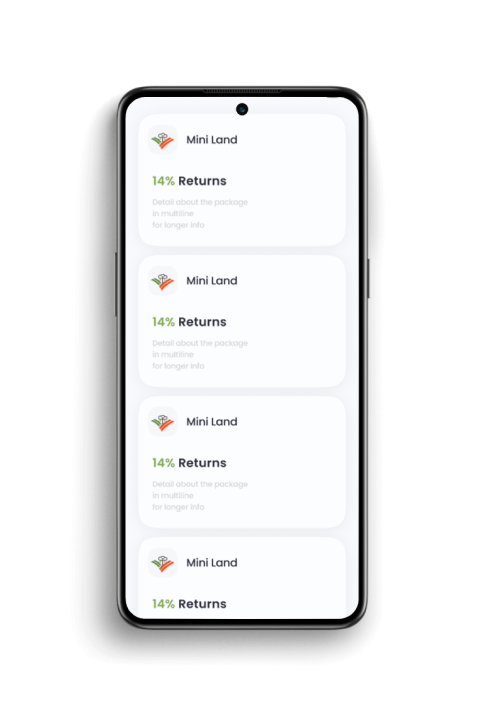 Mini Land
14% Returns
Detail about the package
in multiline
for longer info
Mini Land
14% Returns
Detail about the package
in multiline
for longer info
Mini Land
14% Returns
Detail about the package
in multiline
for longer info
Mini Land
14% Returns